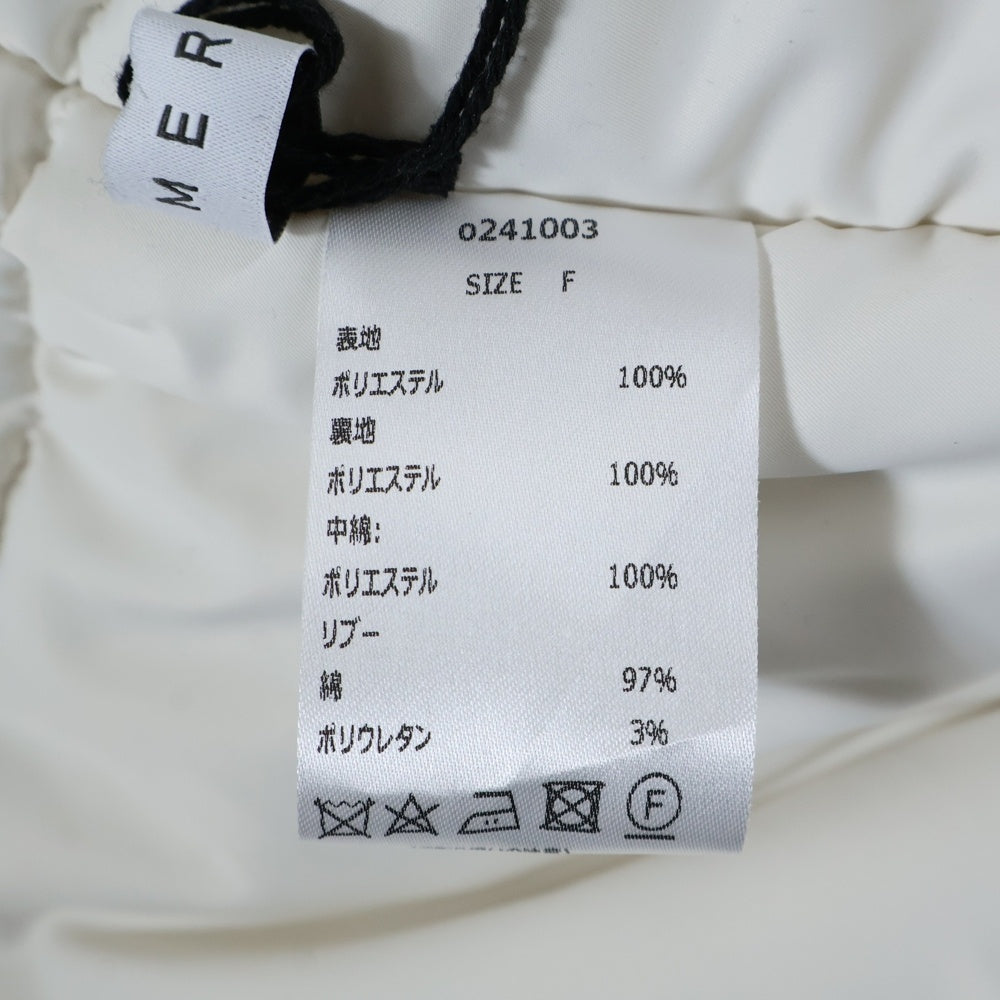 MER
o241003
SIZE F
表地
ポリエステル 100%
裏地
ポリエステル 100%
中綿:
ポリエステル 100%
リブー
綿 97%
ポリウレタン 3%
F